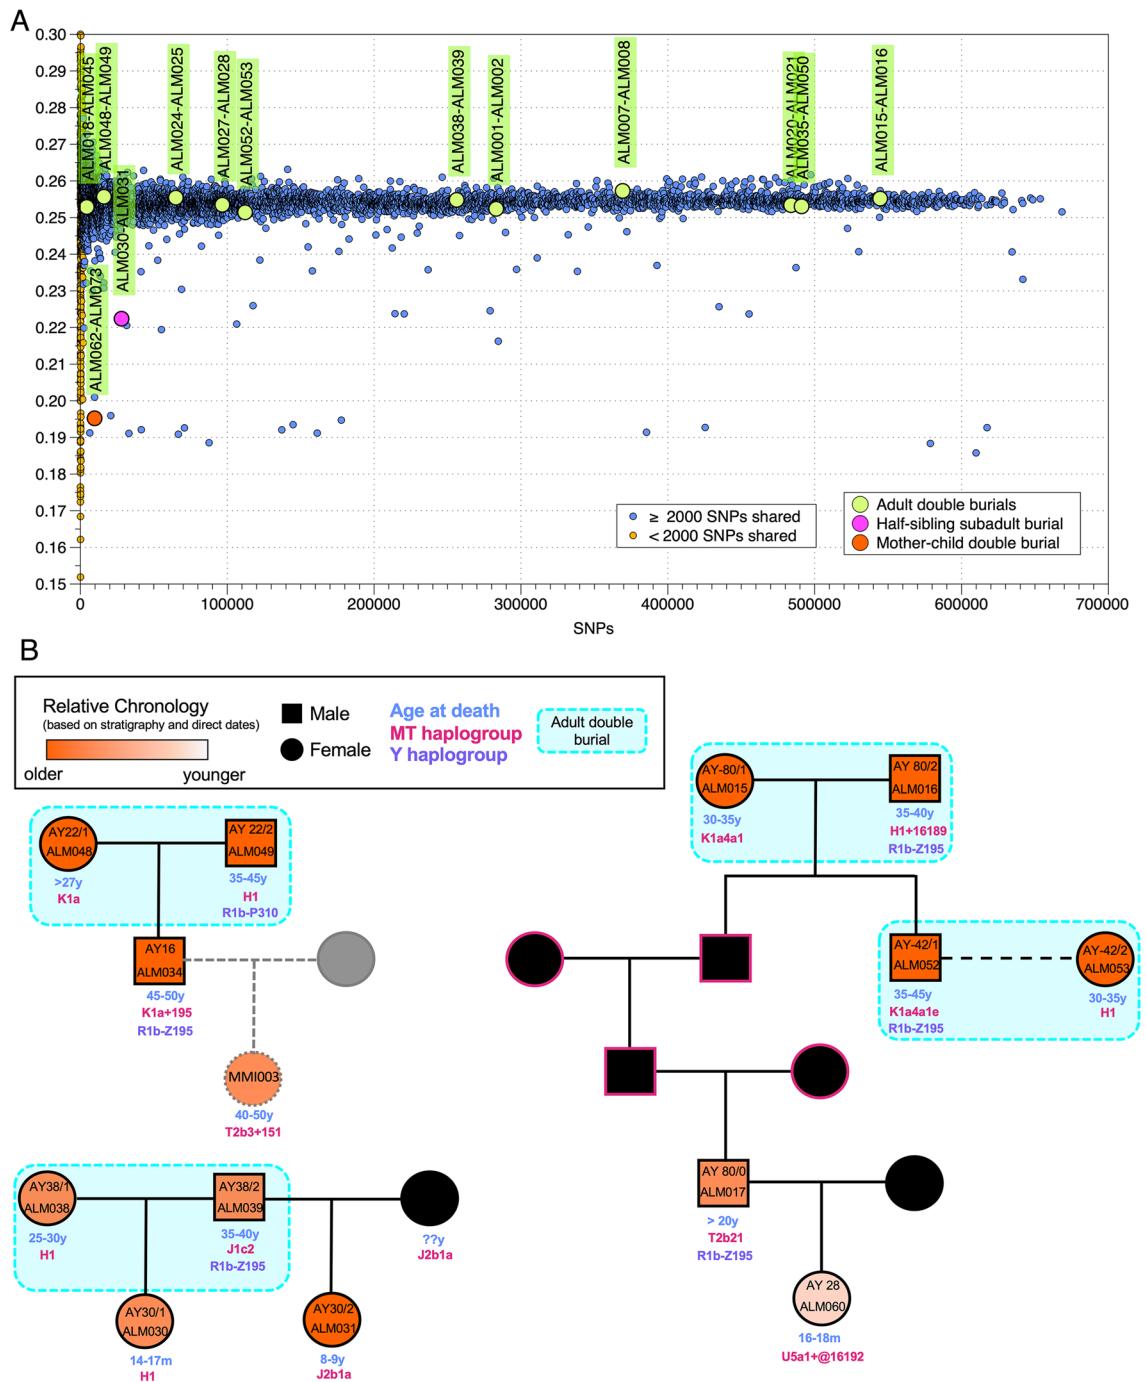 A
0.30
0.29
0.28
0.27
0.26
0.25
0.24
0.23
0.22
0.21
0.20
0.19
0.18
0.17
0.16
0.15
ALM018-ALM045
ALM048-ALM049
ALM024-ALM025
ALM027-ALM028
ALM052-ALM053
ALM038-ALM039
ALM001-ALM002
ALM007-ALM008
ALM020-ALM021
ALM035-ALM050
ALM015-ALM016
ALM030-ALM031
ALM062-ALM073
≥ 2000 SNPs shared
< 2000 SNPs shared
Adult double burials
Half-sibling subadult burial
Mother-child double burial
0 100000 200000 300000 400000 500000 600000 700000
SNPs
B
Relative Chronology
(based on stratigraphy and direct dates)
older younger
Male
Female
Age at death
MT haplogroup
Y haplogroup
Adult double
burial
AY22/1
ALM048
>27y
K1a
AY 22/2
ALM049
35-45y
H1
R1b-P310
AY16
ALM034
45-50y
K1a+195
R1b-Z195
MMI003
40-50y
T2b3+151
AY38/1
ALM038
25-30y
H1
AY38/2
ALM039
35-40y
J1c2
R1b-Z195
??y
J2b1a
AY30/1
ALM030
14-17m
H1
AY30/2
ALM031
8-9y
J2b1a
AY-80/1
ALM015
30-35y
K1a4a1
AY 80/2
ALM016
35-40y
H1+16189
R1b-Z195
AY-42/1
ALM052
35-45y
K1a4a1e
R1b-Z195
AY-42/2
ALM053
30-35y
H1
AY 80/0
ALM017
> 20y
T2b21
R1b-Z195
AY 28
ALM060
16-18m
U5a1+@16192